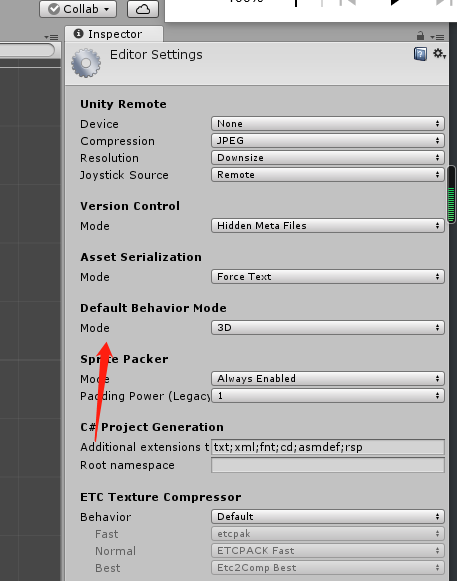 Collab
Inspector
Editor Settings
Unity Remote
Device None
Compression JPEG
Resolution Downsize
Joystick Source Remote
Version Control
Mode Hidden Meta Files
Asset Serialization
Mode Force Text
Default Behavior Mode
Mode 3D
Sprite Packer
Mode Always Enabled
Padding Power (Legacy 1
C# Project Generation
Additional extensions t txt;xml;fnt;cd;asmdef;rsp
Root namespace
ETC Texture Compressor
Behavior Default
Fast etcpak
Normal ETCPACK Fast
Best Etc2Comp Best